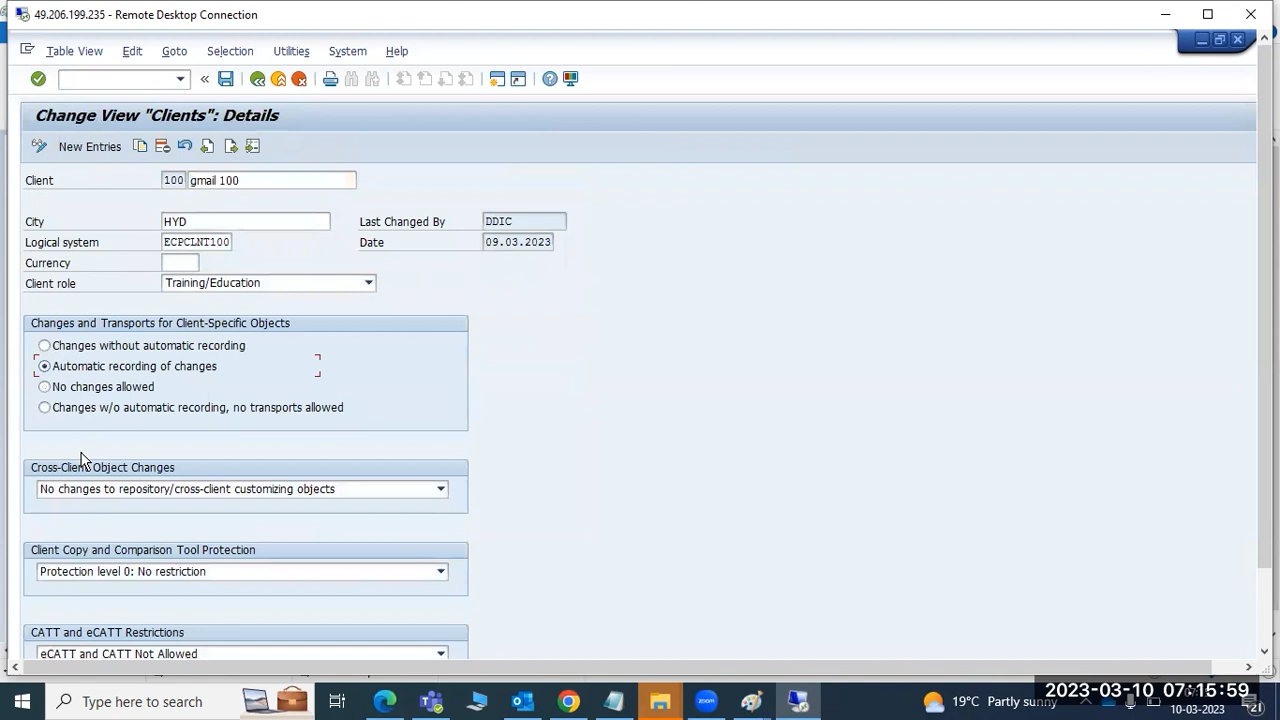 49.206.199.235 - Remote Desktop Connection
Table View Edit Goto Selection Utilities System Help
Change View "Clients": Details
New Entries
Client 100 gmail 100
City HYD Last Changed By DDIC
Logical system ECPCLNT100 Date 09.03.2023
Currency
Client role Training/Education
Changes and Transports for Client-Specific Objects
Changes without automatic recording
Automatic recording of changes
No changes allowed
Changes w/o automatic recording, no transports allowed
Cross-Client Object Changes
No changes to repository/cross-client customizing objects
Client Copy and Comparison Tool Protection
Protection level 0: No restriction
CATT and eCATT Restrictions
eCATT and CATT Not Allowed
2023-03-10 07:15:59
Type here to search 19°C Partly sunny
10-03-2023